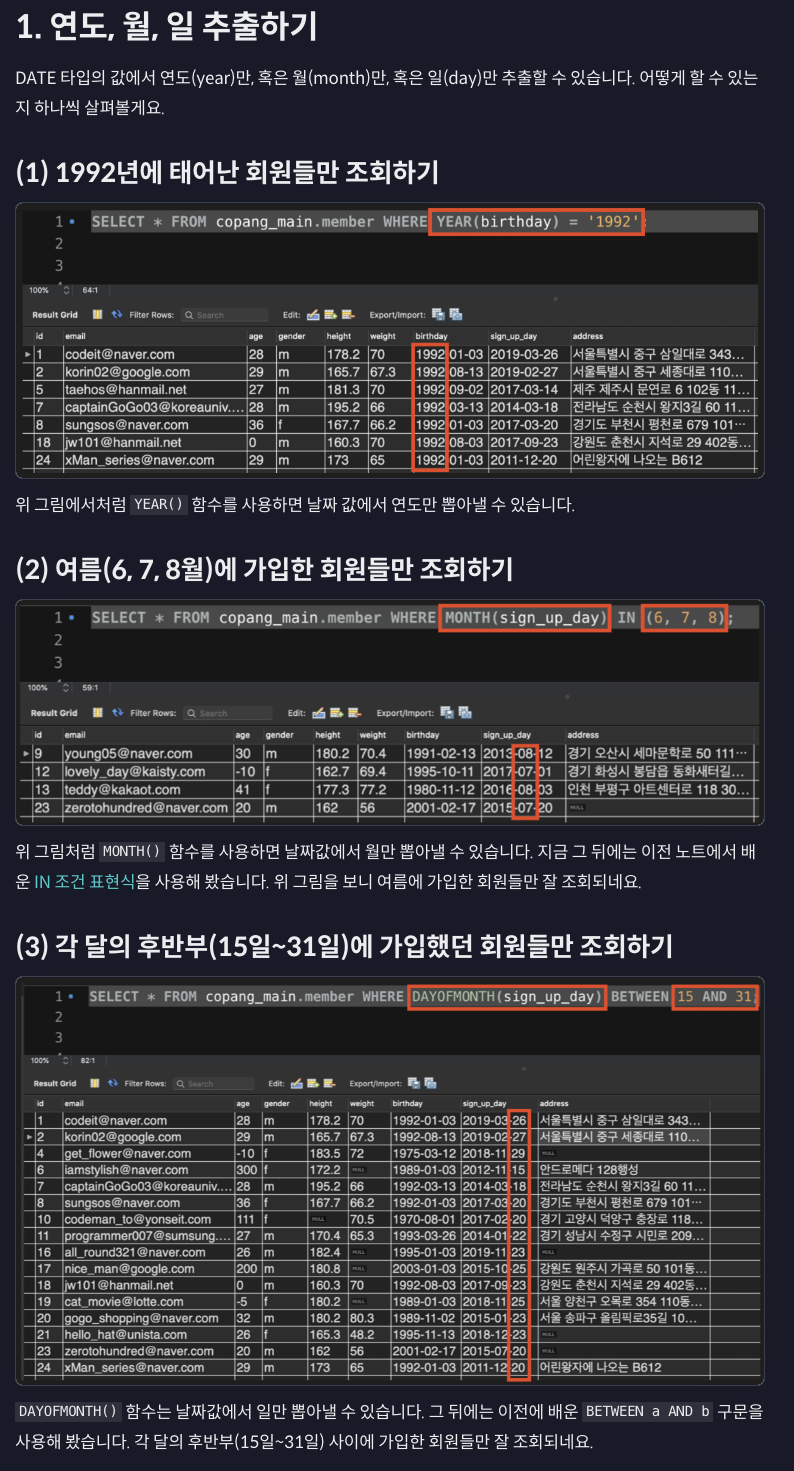 1. 연도, 월, 일 추출하기
DATE 타입의 값에서 연도(year)만, 혹은 월(month)만, 혹은 일(day)만 추출할 수 있습니다. 어떻게 할 수 있는
지 하나씩 살펴볼게요.
(1) 1992년에 태어난 회원들만 조회하기
1 SELECT * FROM copang_main.member WHERE YEAR(birthday) = '1992';
2
3
100% 64:1
Result Grid Filter Rows: Search Edit: Export/Import:
id email age gender height weight birthday sign_up_day address
1 codeit@naver.com 28 m 178.2 70 1992-01-03 2019-03-26 서울특별시 중구 삼일대로 343...
2 korin02@google.com 29 m 165.7 67.3 1992-08-13 2019-02-27 서울특별시 중구 세종대로 110...
5 taehos@hanmail.net 27 m 181.3 70 1992-09-02 2017-03-14 제주 제주시 문연로 6 102동 11...
7 captainGoGo03@koreauniv.... 28 m 195.2 66 1992-03-13 2014-03-18 전라남도 순천시 왕지3길 60 11...
8 sungsos@naver.com 36 f 167.7 66.2 1992-01-03 2017-03-20 경기도 부천시 평천로 679 101...
18 jw101@hanmail.net 0 m 160.3 70 1992-08-03 2017-09-23 강원도 춘천시 지석로 29 402동...
24 xMan_series@naver.com 29 m 173 65 1992-01-03 2011-12-20 어린왕자에 나오는 B612
위 그림에서처럼 YEAR() 함수를 사용하면 날짜 값에서 연도만 뽑아낼 수 있습니다.
(2) 여름(6, 7, 8월)에 가입한 회원들만 조회하기
1 SELECT * FROM copang_main.member WHERE MONTH(sign_up_day) IN (6, 7, 8);
2
3
100% 59:1
Result Grid Filter Rows: Search Edit: Export/Import:
id email age gender height weight birthday sign_up_day address
9 young05@naver.com 30 m 180.2 70.4 1991-02-13 2013-08-12 경기 오산시 세마문학로 50 111...
12 lovely_day@kaisty.com -10 f 162.7 69.4 1995-10-11 2017-07-01 경기 화성시 봉담읍 동화새터길...
13 teddy@kakaot.com 41 f 177.3 77.2 1980-11-12 2016-08-03 인천 부평구 아트센터로 118 30...
23 zerotohundred@naver.com 20 m 162 56 2001-02-17 2015-07-20 NULL
위 그림처럼 MONTH() 함수를 사용하면 날짜값에서 월만 뽑아낼 수 있습니다. 지금 그 뒤에는 이전 노트에서 배
운 IN 조건 표현식을 사용해 봤습니다. 위 그림을 보니 여름에 가입한 회원들만 잘 조회되네요.
(3) 각 달의 후반부(15일~31일)에 가입했던 회원들만 조회하기
1 SELECT * FROM copang_main.member WHERE DAYOFMONTH(sign_up_day) BETWEEN 15 AND 31;
2
3
100% 82:1
Result Grid Filter Rows: Search Edit: Export/Import:
id email age gender height weight birthday sign_up_day address
1 codeit@naver.com 28 m 178.2 70 1992-01-03 2019-03-26 서울특별시 중구 삼일대로 343...
2 korin02@google.com 29 m 165.7 67.3 1992-08-13 2019-02-27 서울특별시 중구 세종대로 110...
4 get_flower@naver.com -10 f 183.5 72 1975-03-12 2018-11-29 NULL
6 iamstylish@naver.com 300 f 172.2 NULL 1989-01-03 2012-11-15 안드로메다 128행성
7 captainGoGo03@koreauniv.... 28 m 195.2 66 1992-03-13 2014-03-18 전라남도 순천시 왕지3길 60 11...
8 sungsos@naver.com 36 f 167.7 66.2 1992-01-03 2017-03-20 경기도 부천시 평천로 679 101...
10 codeman_to@yonseit.com 111 f NULL 70.5 1970-08-01 2017-02-20 경기 고양시 덕양구 충장로 118...
11 programmer007@sumsung.... 27 m 170.4 65.3 1993-03-26 2014-01-22 경기 성남시 수정구 시민로 209...
16 all_round321@naver.com 26 m 182.4 NULL 1995-01-03 2019-11-23 NULL
17 nice_man@google.com 200 m 180.8 NULL 2003-01-03 2015-10-25 강원도 원주시 가곡로 50 101동...
18 jw101@hanmail.net 0 m 160.3 70 1992-08-03 2017-09-23 강원도 춘천시 지석로 29 402동...
19 cat_movie@lotte.com -5 f 180.2 NULL 1989-01-03 2018-11-25 서울 양천구 오목로 354 110동...
20 gogo_shopping@naver.com 32 m 180.2 80.3 1989-11-02 2015-01-23 서울 송파구 올림픽로35길 10...
21 hello_hat@unista.com 26 f 165.3 48.2 1995-11-13 2018-12-23 NULL
23 zerotohundred@naver.com 20 m 162 56 2001-02-17 2015-07-20 NULL
24 xMan_series@naver.com 29 m 173 65 1992-01-03 2011-12-20 어린왕자에 나오는 B612
DAYOFMONTH() 함수는 날짜값에서 일만 뽑아낼 수 있습니다. 그 뒤에는 이전에 배운 BETWEEN a AND b 구문을
사용해 봤습니다. 각 달의 후반부(15일~31일) 사이에 가입한 회원들만 잘 조회되네요.